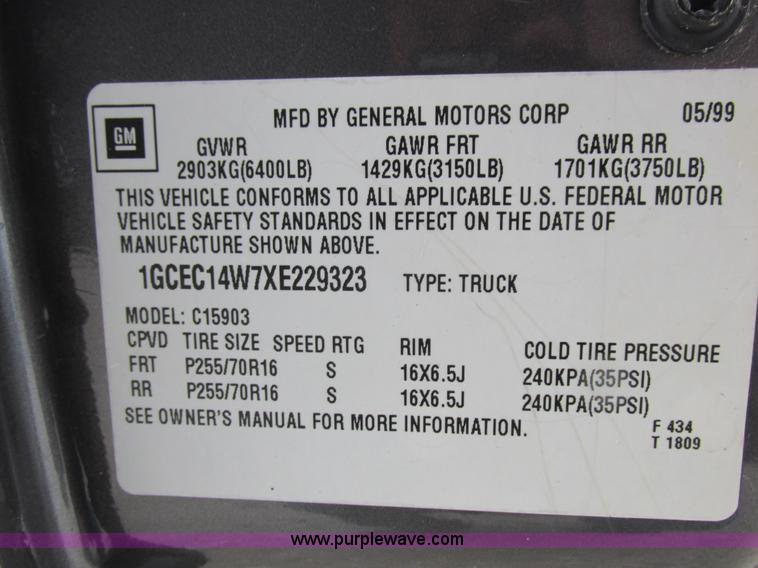 GM
MFD BY GENERAL MOTORS CORP 05/99
GVWR GAWR FRT GAWR RR
2903KG(6400LB) 1429KG(3150LB) 1701KG(3750LB)
THIS VEHICLE CONFORMS TO ALL APPLICABLE U.S. FEDERAL MOTOR
VEHICLE SAFETY STANDARDS IN EFFECT ON THE DATE OF
MANUFACTURE SHOWN ABOVE.
1GCEC14W7XE229323 TYPE: TRUCK
MODEL: C15903
CPVD TIRE SIZE SPEED RTG RIM COLD TIRE PRESSURE
FRT P255/70R16 S 16X6.5J 240KPA(35PSI)
RR P255/70R16 S 16X6.5J 240KPA(35PSI)
SEE OWNER'S MANUAL FOR MORE INFORMATION.
F 434
T 1809
www.purplewave.com